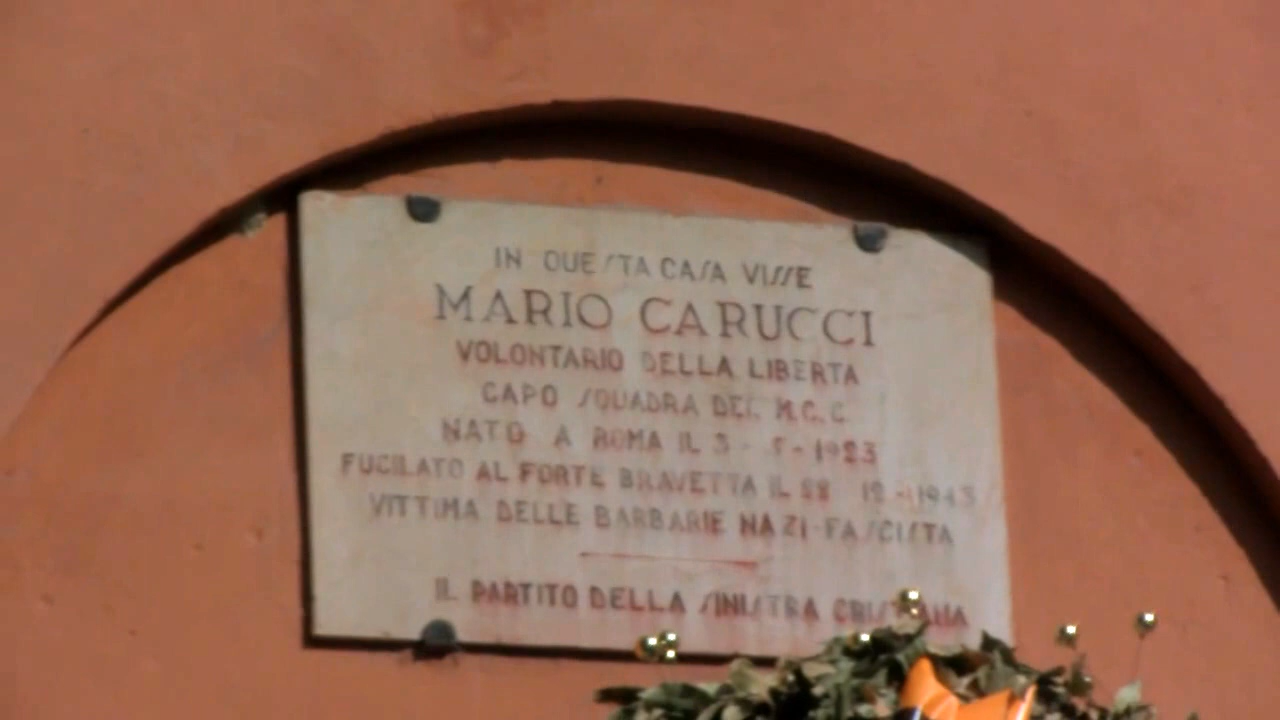 IN QUESTA CASA VISSE
MARIO CARUCCI
VOLONTARIO DELLA LIBERTA
CAPO SQUADRA DEL M.C.C.
NATO A ROMA IL 3 - 5 - 1923
FUCILATO AL FORTE BRAVETTA IL 28 12 - 1943
VITTIMA DELLE BARBARIE NAZI-FASCISTA
IL PARTITO DELLA SINISTRA CRISTIANA